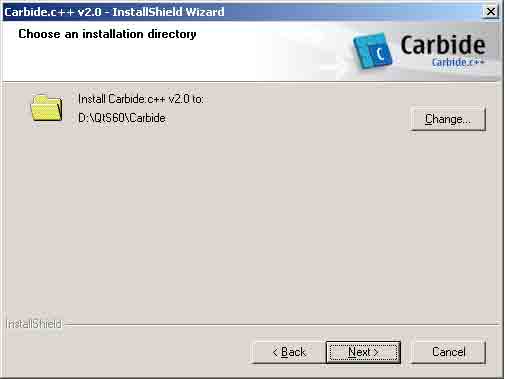 Carbide.c++ v2.0 - InstallShield Wizard
Choose an installation directory
C
Carbide
Carbide.c++
Install Carbide.c++ v2.0 to:
D:\QtS60\Carbide
Change...
InstallShield
< Back
Next >
Cancel